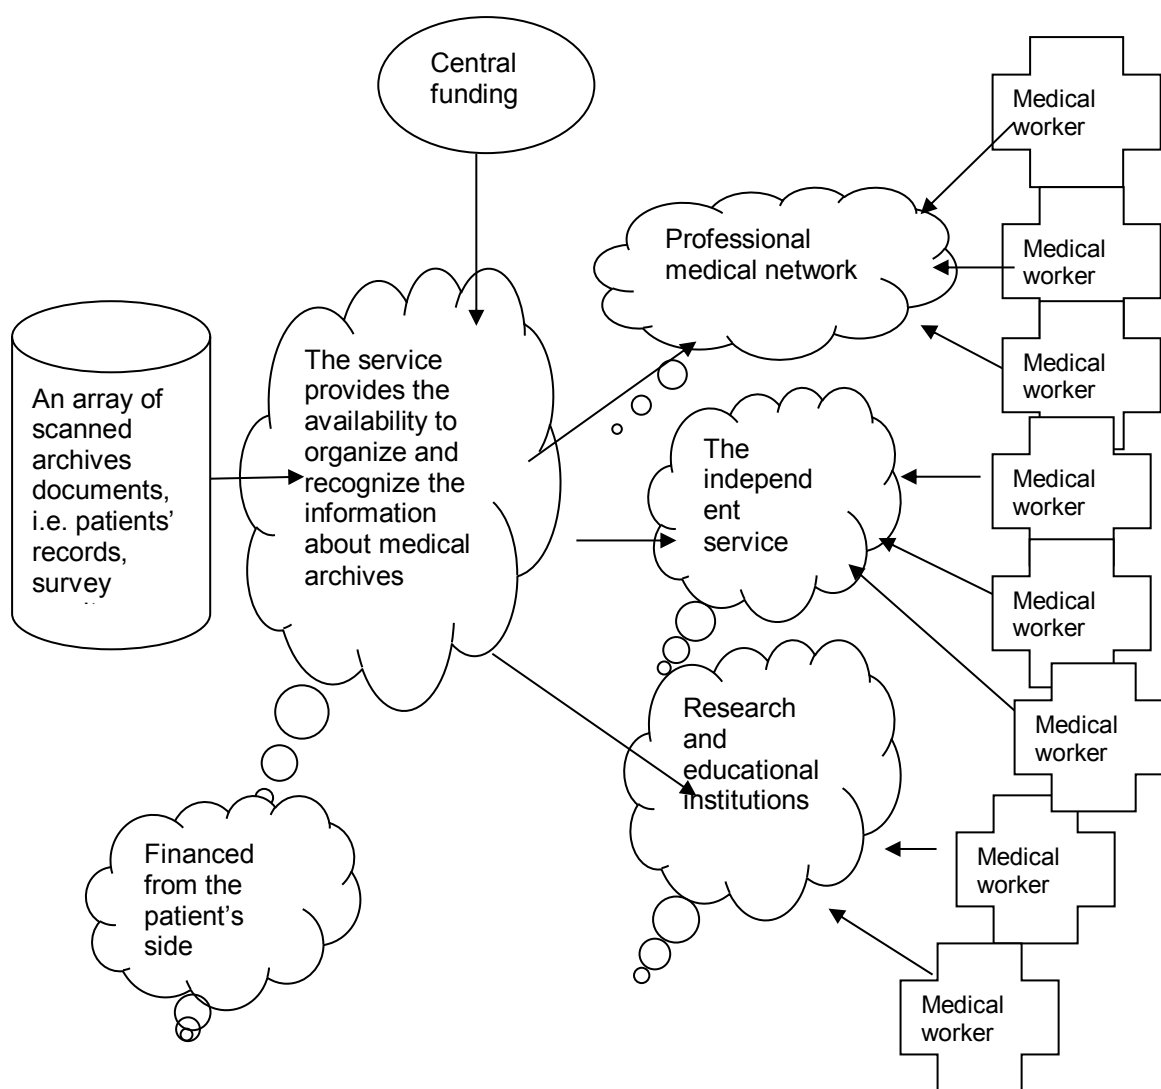 Central
funding
Medical
worker
Professional
medical network
Medical
worker
Medical
worker
An array of
scanned
archives
documents,
i.e. patients’
records,
survey
The service
provides the
availability to
organize and
recognize the
information
about medical
archives
The
independ
ent
service
Medical
worker
Medical
worker
Medical
worker
Research
and
educational
institutions
Medical
worker
Medical
worker
Financed
from the
patient’s
side